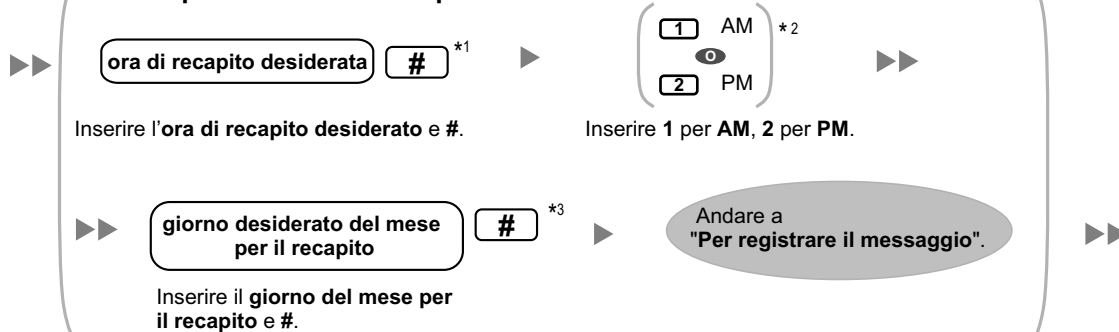 ora di recapito desiderata # *1
1 AM *2
o
2 PM
Inserire l'ora di recapito desiderato e #.
Inserire 1 per AM, 2 per PM.
giorno desiderato del mese
per il recapito
# *3
Andare a
"Per registrare il messaggio".
Inserire il giorno del mese per
il recapito e #.